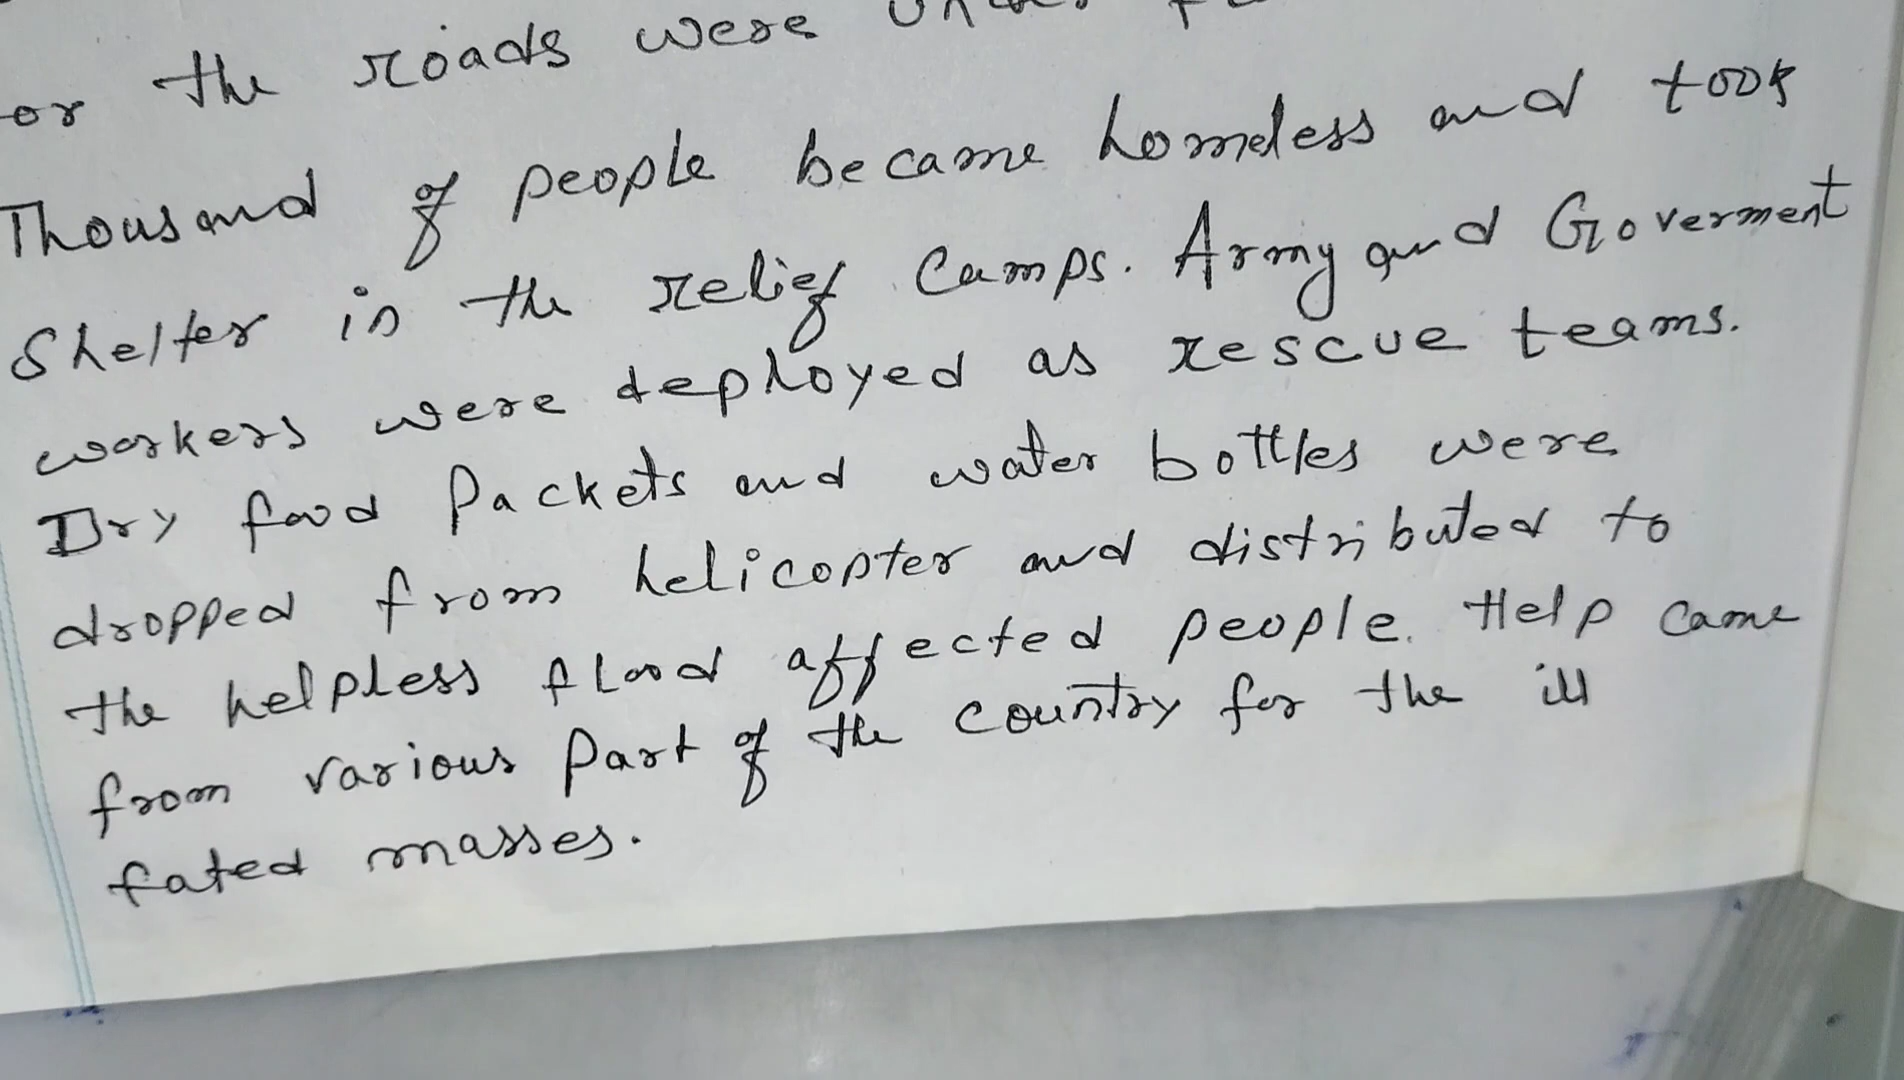 or the roads were
Thousand of people became homeless and took
Shelter in the relief Camps. Army and Goverment
workers were deployed as rescue teams.
Dry food Packets and water bottles were
dropped from helicopter and distributed to
the helpless flood affected people. Help came
from various Part of the country for the ill
fated masses.